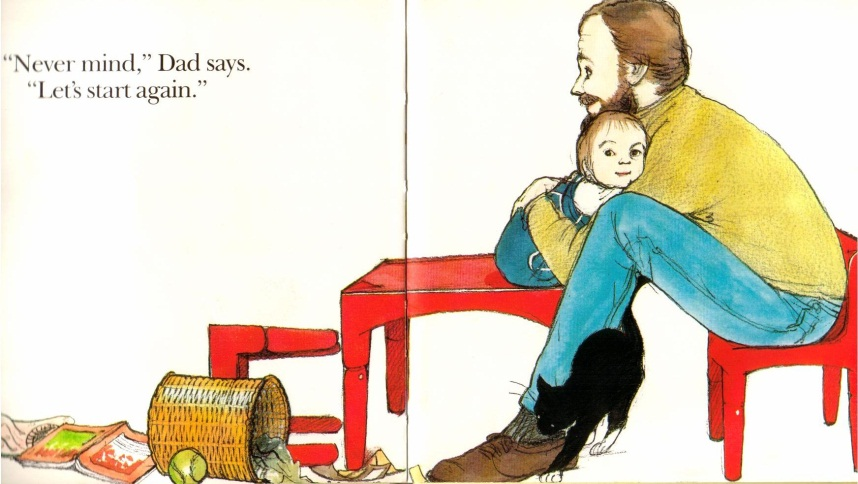 “Never mind,” Dad says.
“Let’s start again.”